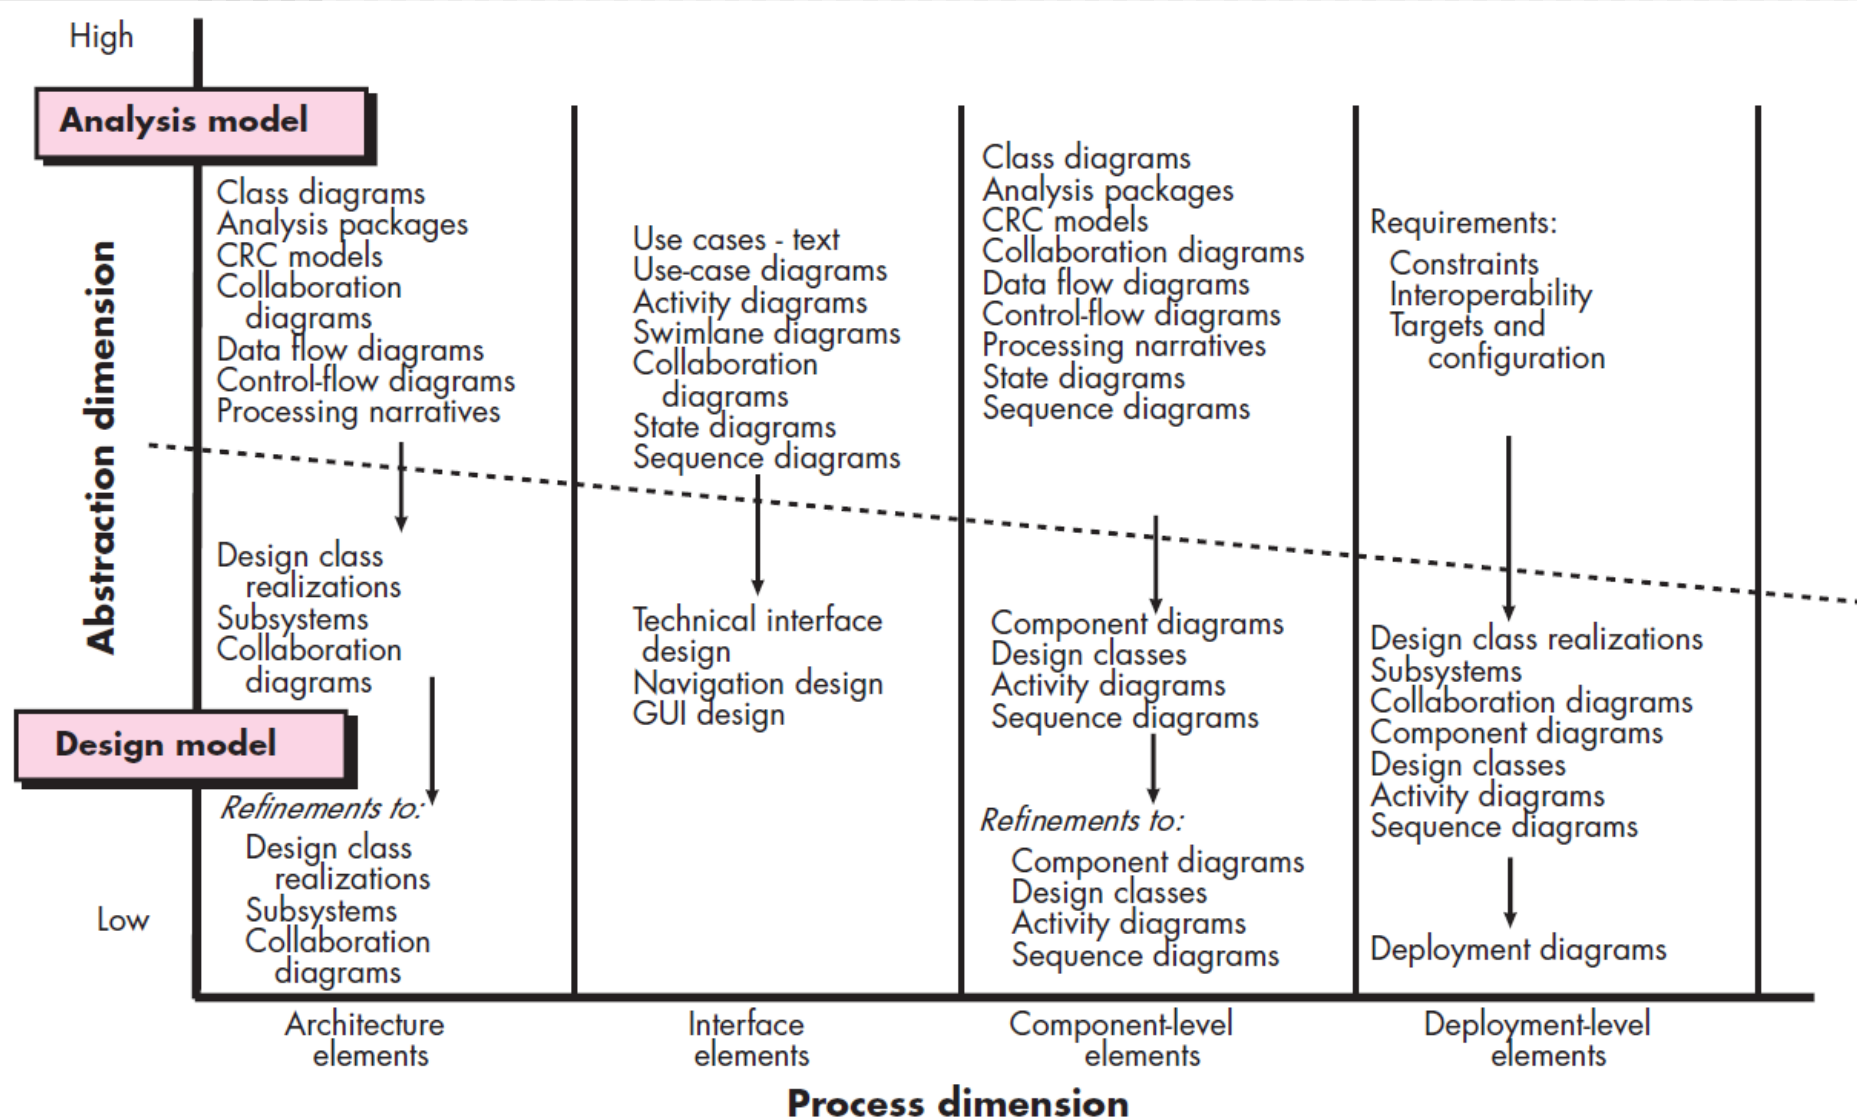 High
Analysis model
Abstraction dimension
Design model
Low
Class diagrams
Analysis packages
CRC models
Collaboration
diagrams
Data flow diagrams
Control-flow diagrams
Processing narratives
Design class
realizations
Subsystems
Collaboration
diagrams
Refinements to:
Design class
realizations
Subsystems
Collaboration
diagrams
Architecture
elements
Use cases - text
Use-case diagrams
Activity diagrams
Swimlane diagrams
Collaboration
diagrams
State diagrams
Sequence diagrams
Technical interface
design
Navigation design
GUI design
Interface
elements
Class diagrams
Analysis packages
CRC models
Collaboration diagrams
Data flow diagrams
Control-flow diagrams
Processing narratives
State diagrams
Sequence diagrams
Component diagrams
Design classes
Activity diagrams
Sequence diagrams
Refinements to:
Component diagrams
Design classes
Activity diagrams
Sequence diagrams
Component-level
elements
Requirements:
Constraints
Interoperability
Targets and
configuration
Design class realizations
Subsystems
Collaboration diagrams
Component diagrams
Design classes
Activity diagrams
Sequence diagrams
Deployment diagrams
Deployment-level
elements
Process dimension